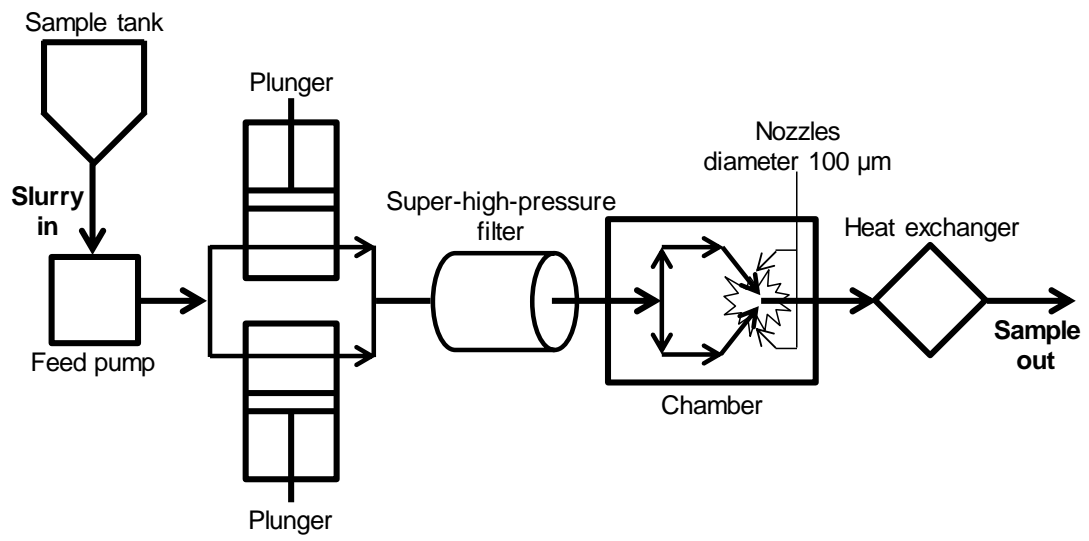 Sample tank
Slurry
in
Feed pump
Plunger
Plunger
Super-high-pressure
filter
Nozzles
diameter 100 µm
Chamber
Heat exchanger
Sample
out